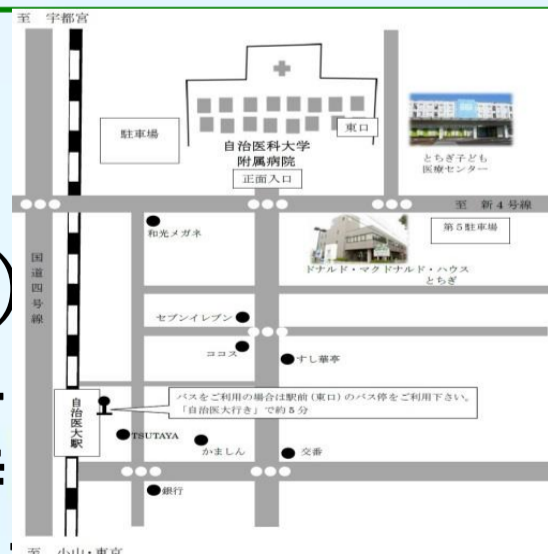 至 宇都宮
駐車場
東口
自治医科大学
附属病院
正面入口
とちぎ子ども
医療センター
至 新4号線
和光メガネ
第5駐車場
ドナルド・マクドナルド・ハウス
とちぎ
国道四号線
セブンイレブン
ココス
すし華亭
バスをご利用の場合は駅前(東口)のバス停をご利用下さい。
「自治医大行き」で約5分
自治医大駅
TSUTAYA
かましん
交番
銀行
至 小山・東京